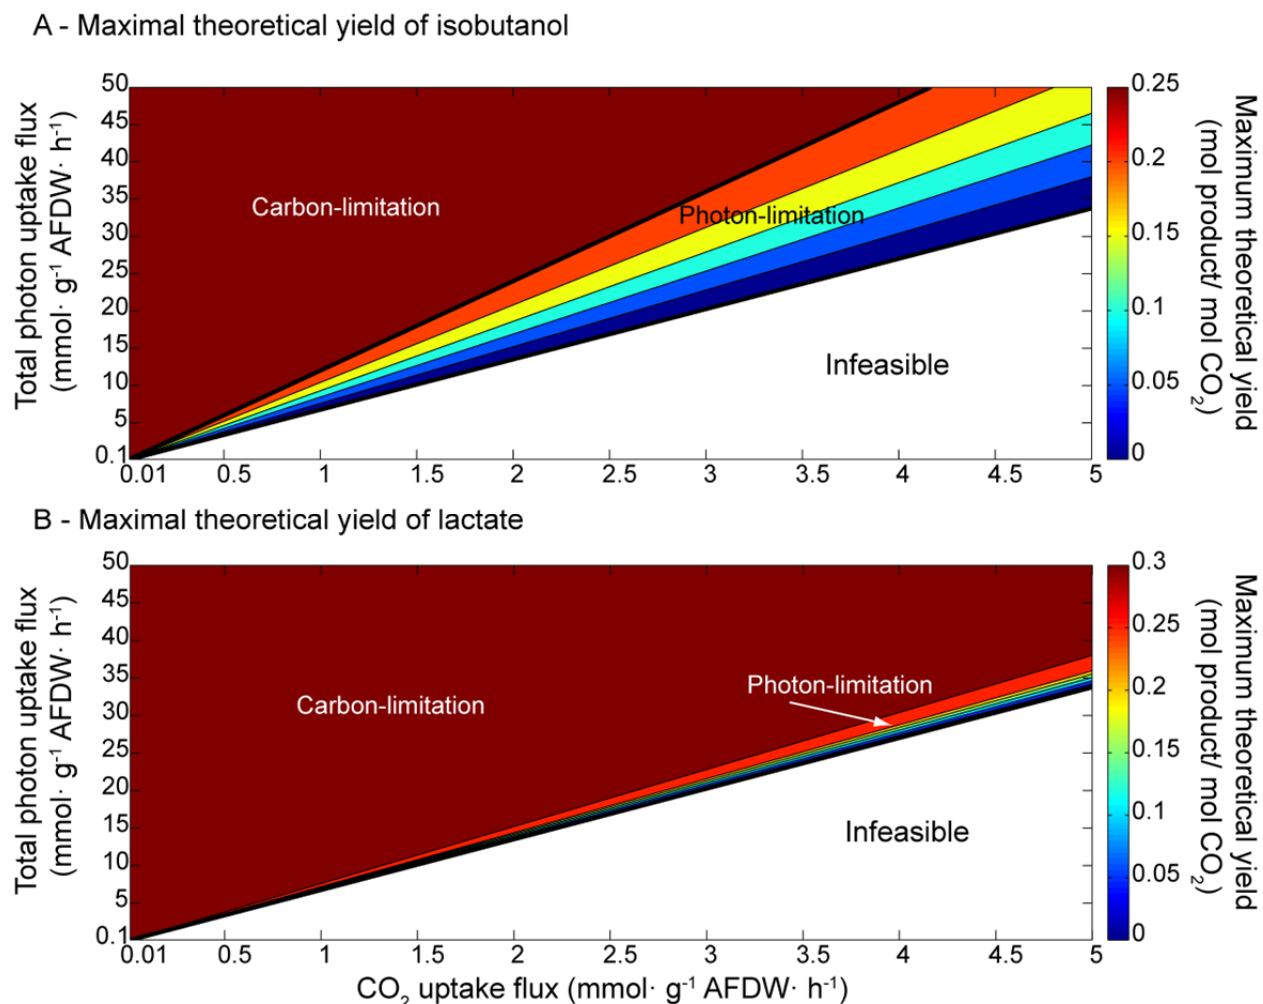 A - Maximal theoretical yield of isobutanol
Total photon uptake flux
(mmol· g⁻¹ AFDW· h⁻¹)
50
45
40
35
30
25
20
15
10
5
0.1
Carbon-limitation
Photon-limitation
Infeasible
0.01 0.5 1 1.5 2 2.5 3 3.5 4 4.5 5
0.25
0.2
0.15
0.1
0.05
0
Maximum theoretical yield
(mol product/ mol CO₂)
B - Maximal theoretical yield of lactate
Total photon uptake flux
(mmol· g⁻¹ AFDW· h⁻¹)
50
45
40
35
30
25
20
15
10
5
0.1
Carbon-limitation
Photon-limitation
Infeasible
0.01 0.5 1 1.5 2 2.5 3 3.5 4 4.5 5
CO₂ uptake flux (mmol· g⁻¹ AFDW· h⁻¹)
0.3
0.25
0.2
0.15
0.1
0.05
0
Maximum theoretical yield
(mol product/ mol CO₂)